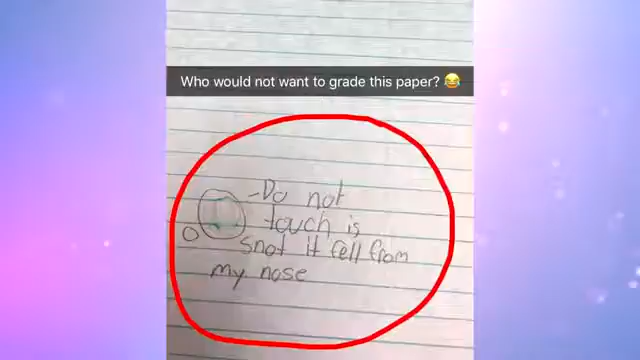 Who would not want to grade this paper? 😂
-Do not
touch is
snot It fell from
my nose